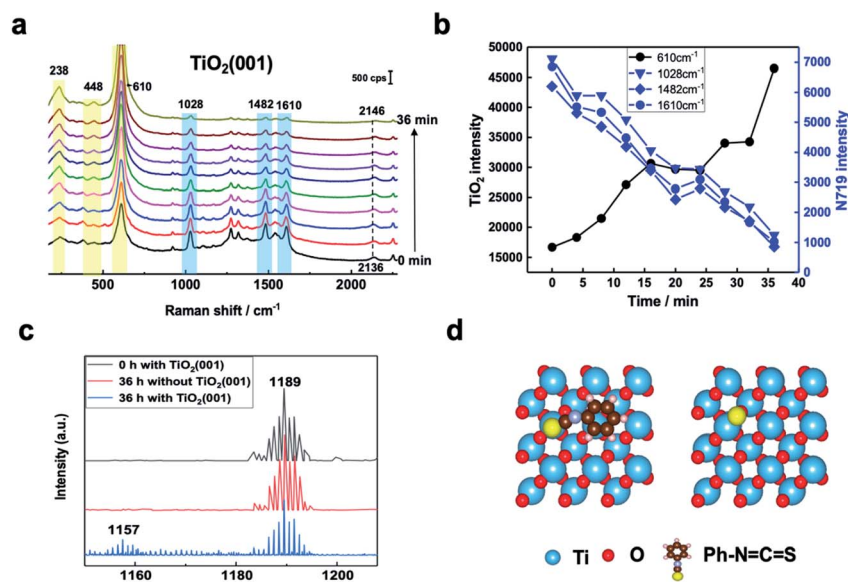 a
TiO₂(001)
238
448
610
1028
1482
1610
500 cps
2146
36 min
0 min
2136
500
1000
1500
2000
Raman shift / cm⁻¹
b
TiO₂ intensity
50000
45000
40000
35000
30000
25000
20000
15000
610cm⁻¹
1028cm⁻¹
1482cm⁻¹
1610cm⁻¹
7000
6000
5000
4000
3000
2000
1000
0
N719 intensity
0 5 10 15 20 25 30 35 40
Time / min
c
Intensity (a.u.)
0 h with TiO₂(001)
36 h without TiO₂(001)
36 h with TiO₂(001)
1189
1157
1160
1180
1200
d
Ti
O
Ph-N=C=S